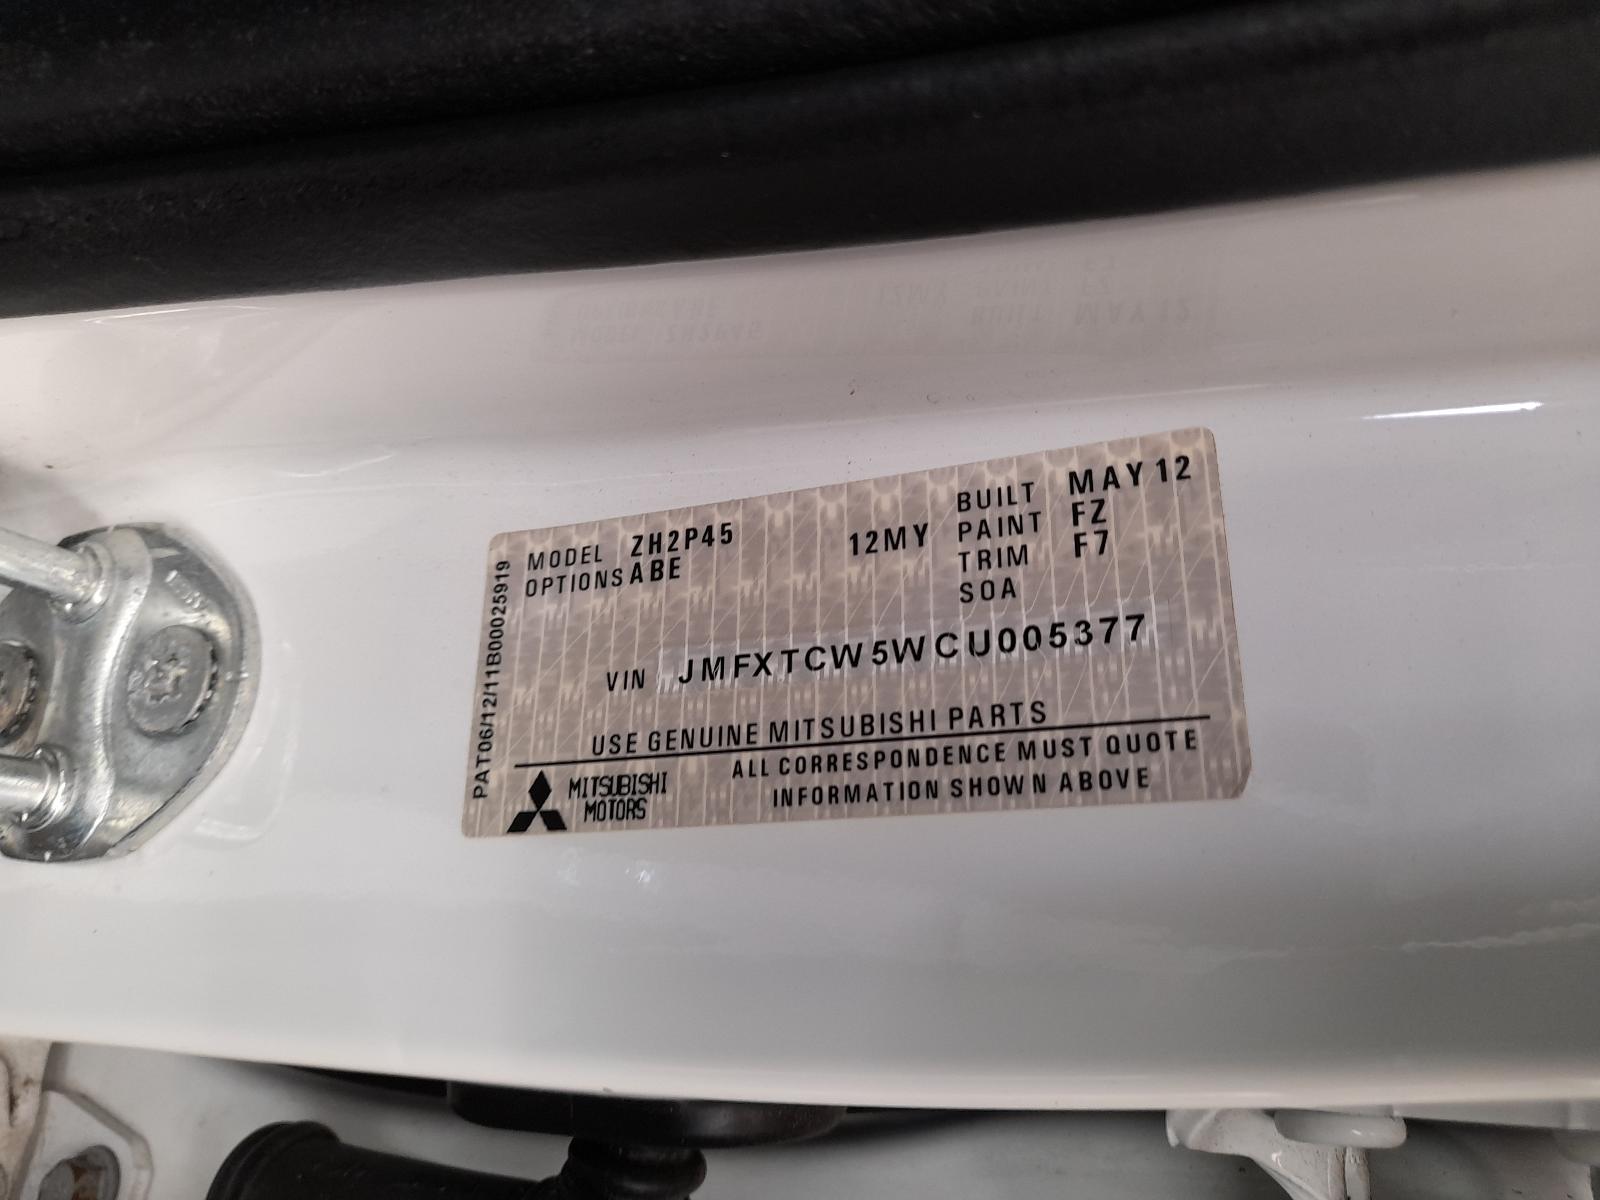 MODEL ZH2P45 12MY BUILT MAY 12
OPTIONS ABE PAINT FZ
TRIM F7
SOA
VIN JMFXTCW5WCU005377
USE GENUINE MITSUBISHI PARTS
MITSUBISHI
MOTORS
ALL CORRESPONDENCE MUST QUOTE
INFORMATION SHOWN ABOVE
PAT06/12/11B00025919